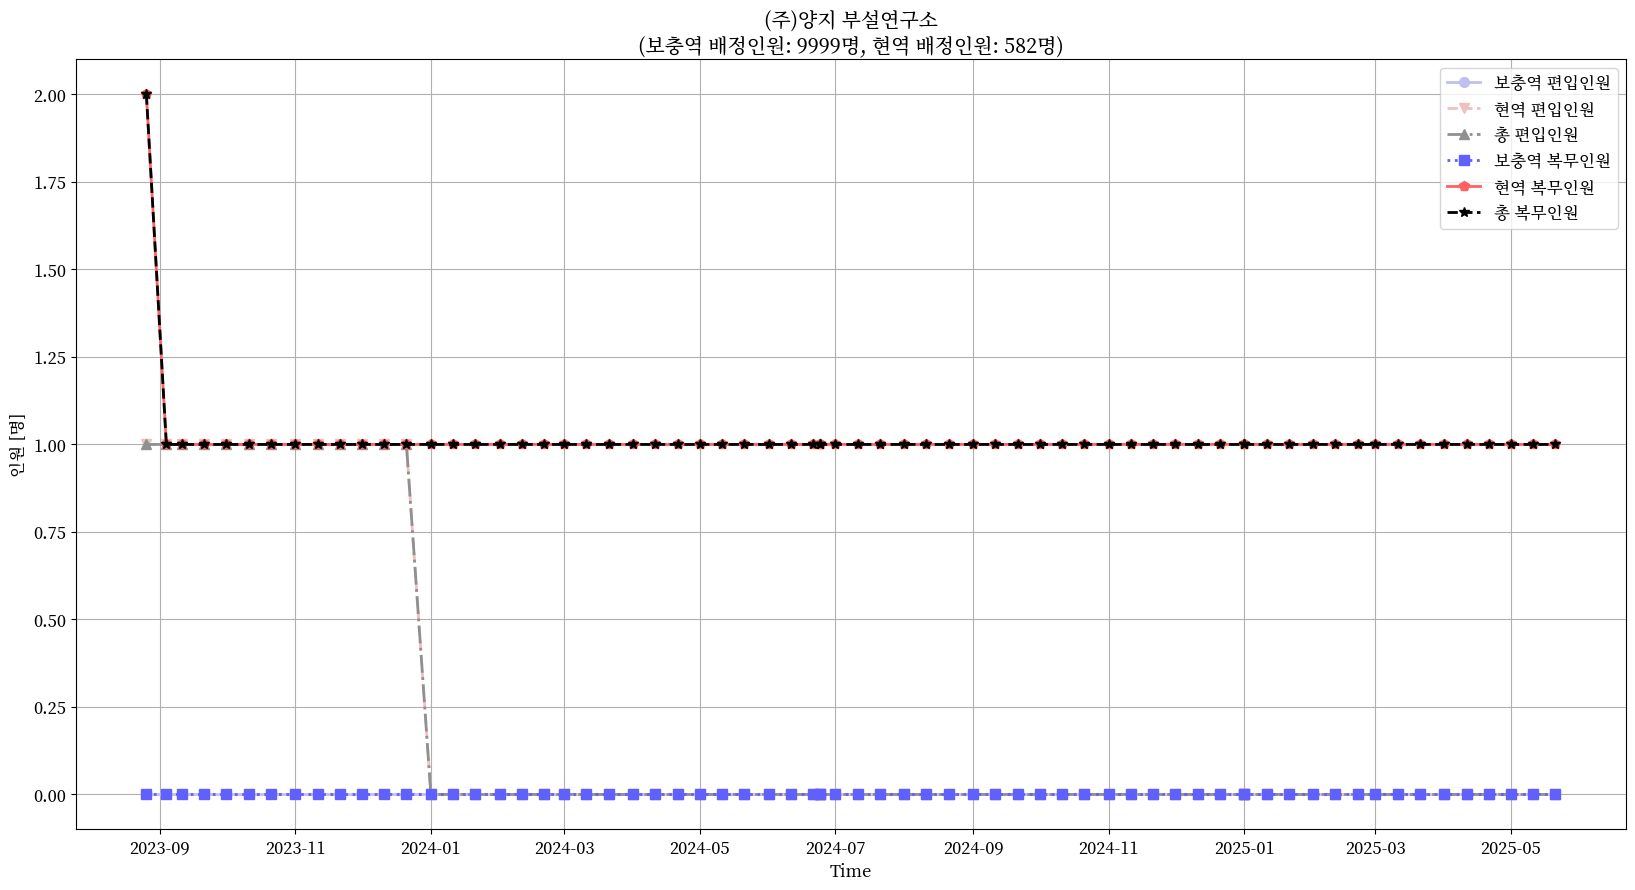 (주)양지 부설연구소
(보충역 배정인원: 9999명, 현역 배정인원: 582명)
보충역 편입인원
현역 편입인원
총 편입인원
보충역 복무인원
현역 복무인원
총 복무인원
2.00
1.75
1.50
1.25
1.00
0.75
0.50
0.25
0.00
인원 [명]
2023-09
2023-11
2024-01
2024-03
2024-05
2024-07
2024-09
2024-11
2025-01
2025-03
2025-05
Time